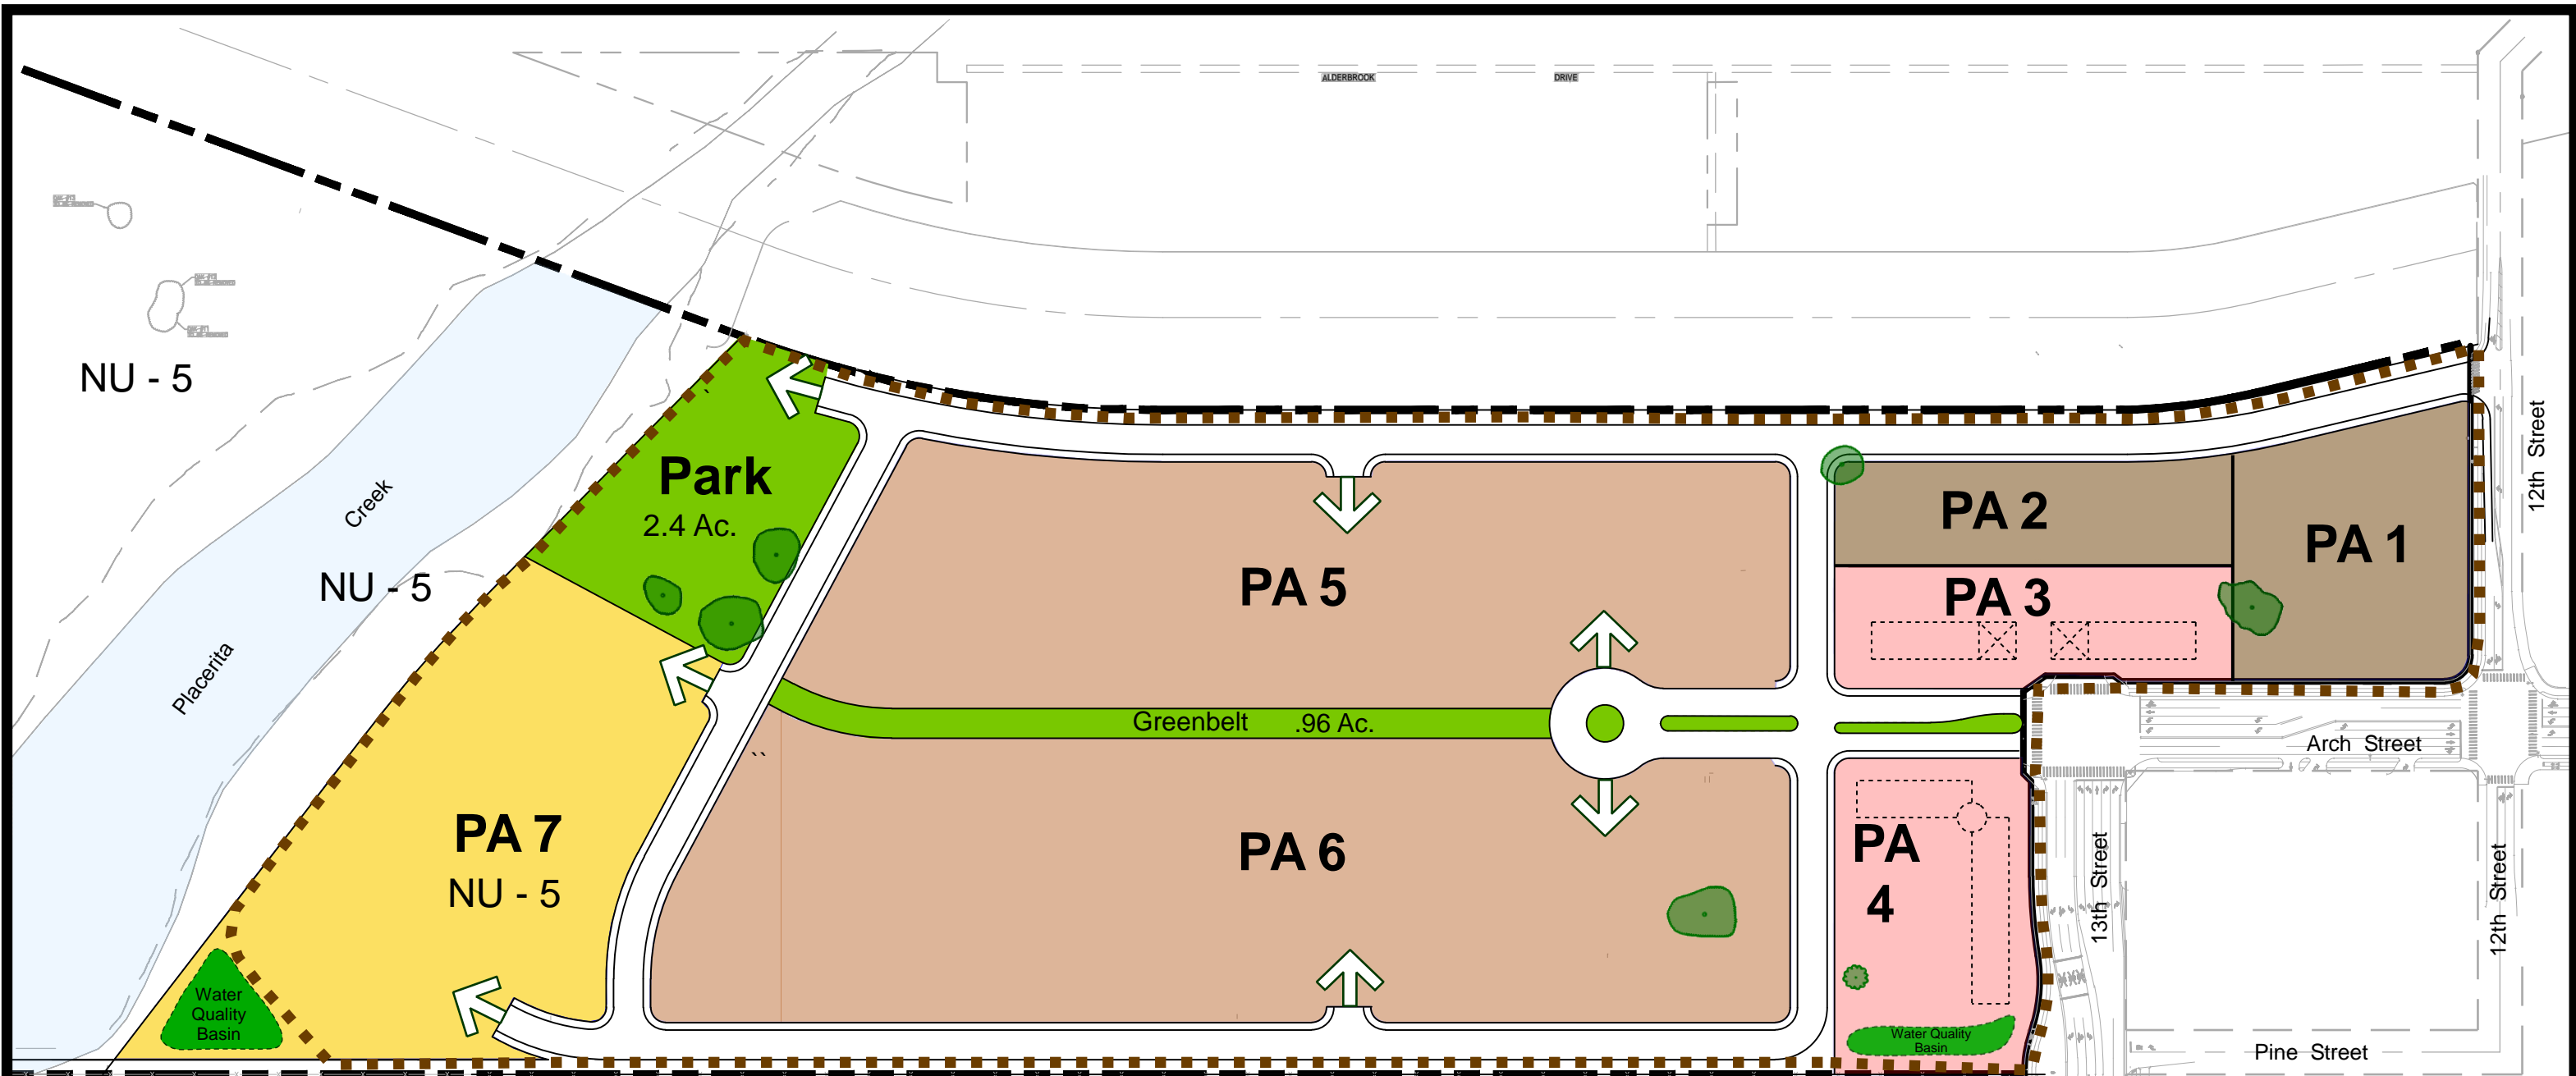 ALDERBROOK DRIVE
NU - 5
Creek
Placerita
NU - 5
Park
2.4 Ac.
PA 5
PA 2
PA 1
PA 3
12th Street
Greenbelt .96 Ac.
Arch Street
PA 7
NU - 5
PA 6
PA
4
13th Street
12th Street
Water
Quality
Basin
Water Quality
Basin
Pine Street